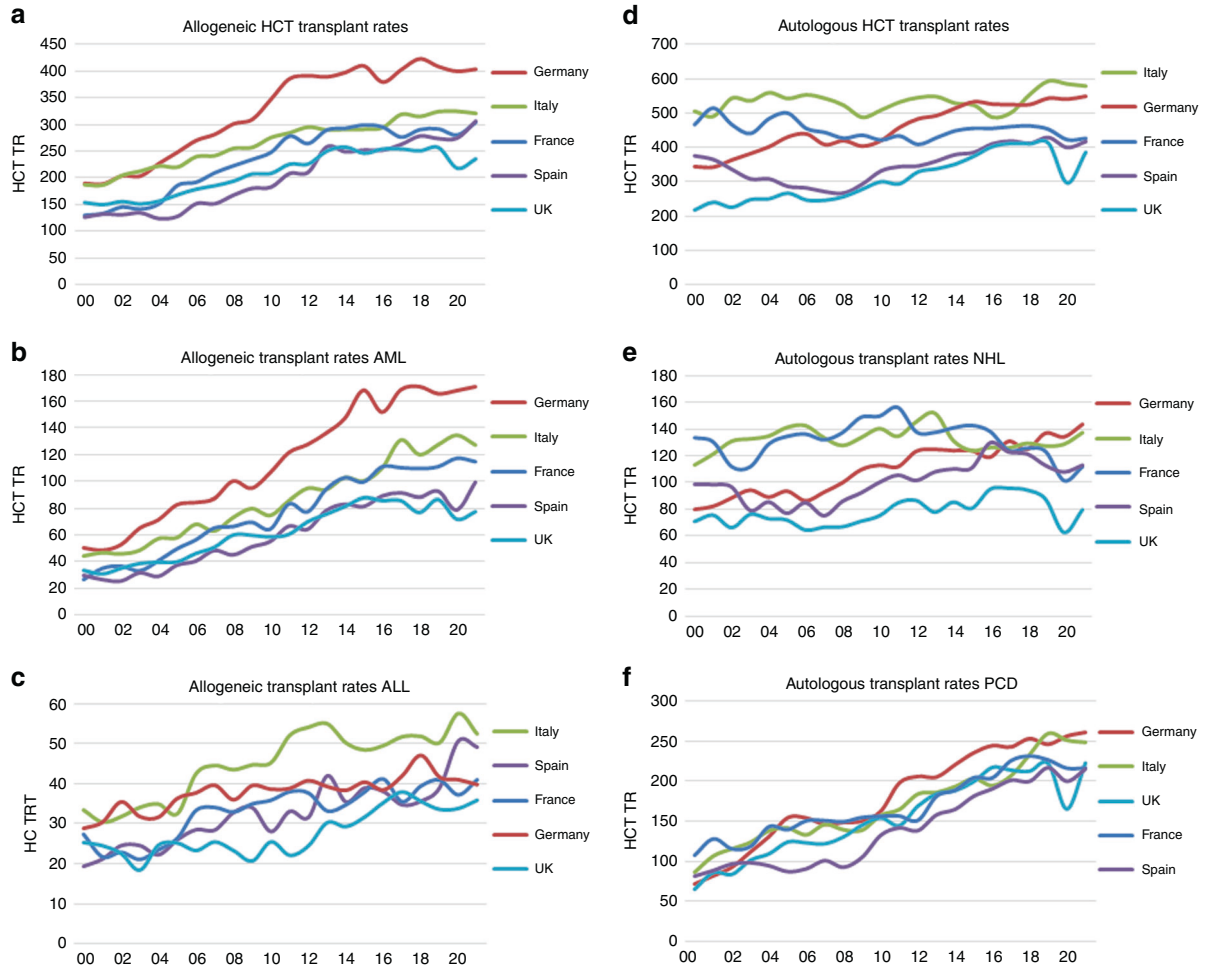 a
Allogeneic HCT transplant rates
HCT TR
450
400
350
300
250
200
150
100
50
0
00 02 04 06 08 10 12 14 16 18 20
Germany
Italy
France
Spain
UK
b
Allogeneic transplant rates AML
HCT TR
180
160
140
120
100
80
60
40
20
0
00 02 04 06 08 10 12 14 16 18 20
Germany
Italy
France
Spain
UK
c
Allogeneic transplant rates ALL
HC TRT
60
50
40
30
20
10
0
00 02 04 06 08 10 12 14 16 18 20
Italy
Spain
France
Germany
UK
d
Autologous HCT transplant rates
HCT TR
700
600
500
400
300
200
100
0
00 02 04 06 08 10 12 14 16 18 20
Italy
Germany
France
Spain
UK
e
Autologous transplant rates NHL
HCT TR
180
160
140
120
100
80
60
40
20
0
00 02 04 06 08 10 12 14 16 18 20
Germany
Italy
France
Spain
UK
f
Autologous transplant rates PCD
HCT TR
300
250
200
150
100
50
0
00 02 04 06 08 10 12 14 16 18 20
Germany
Italy
UK
France
Spain